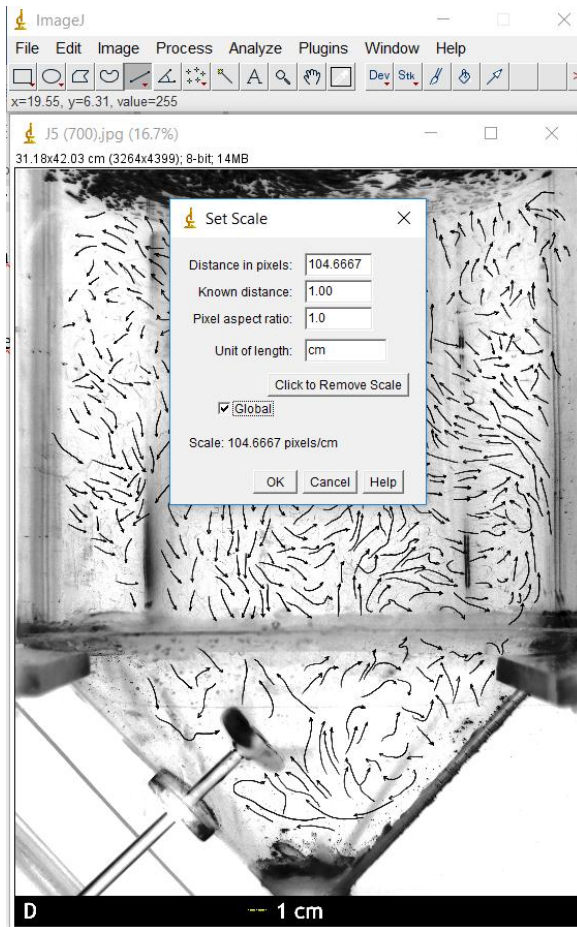 ImageJ
File Edit Image Process Analyze Plugins Window Help
A Dev Stk
x=19.55, y=6.31, value=255
J5 (700).jpg (16.7%)
31.18x42.03 cm (3264x4399); 8-bit; 14MB
Set Scale
Distance in pixels: 104.6667
Known distance: 1.00
Pixel aspect ratio: 1.0
Unit of length: cm
Click to Remove Scale
Global
Scale: 104.6667 pixels/cm
OK Cancel Help
D 1 cm